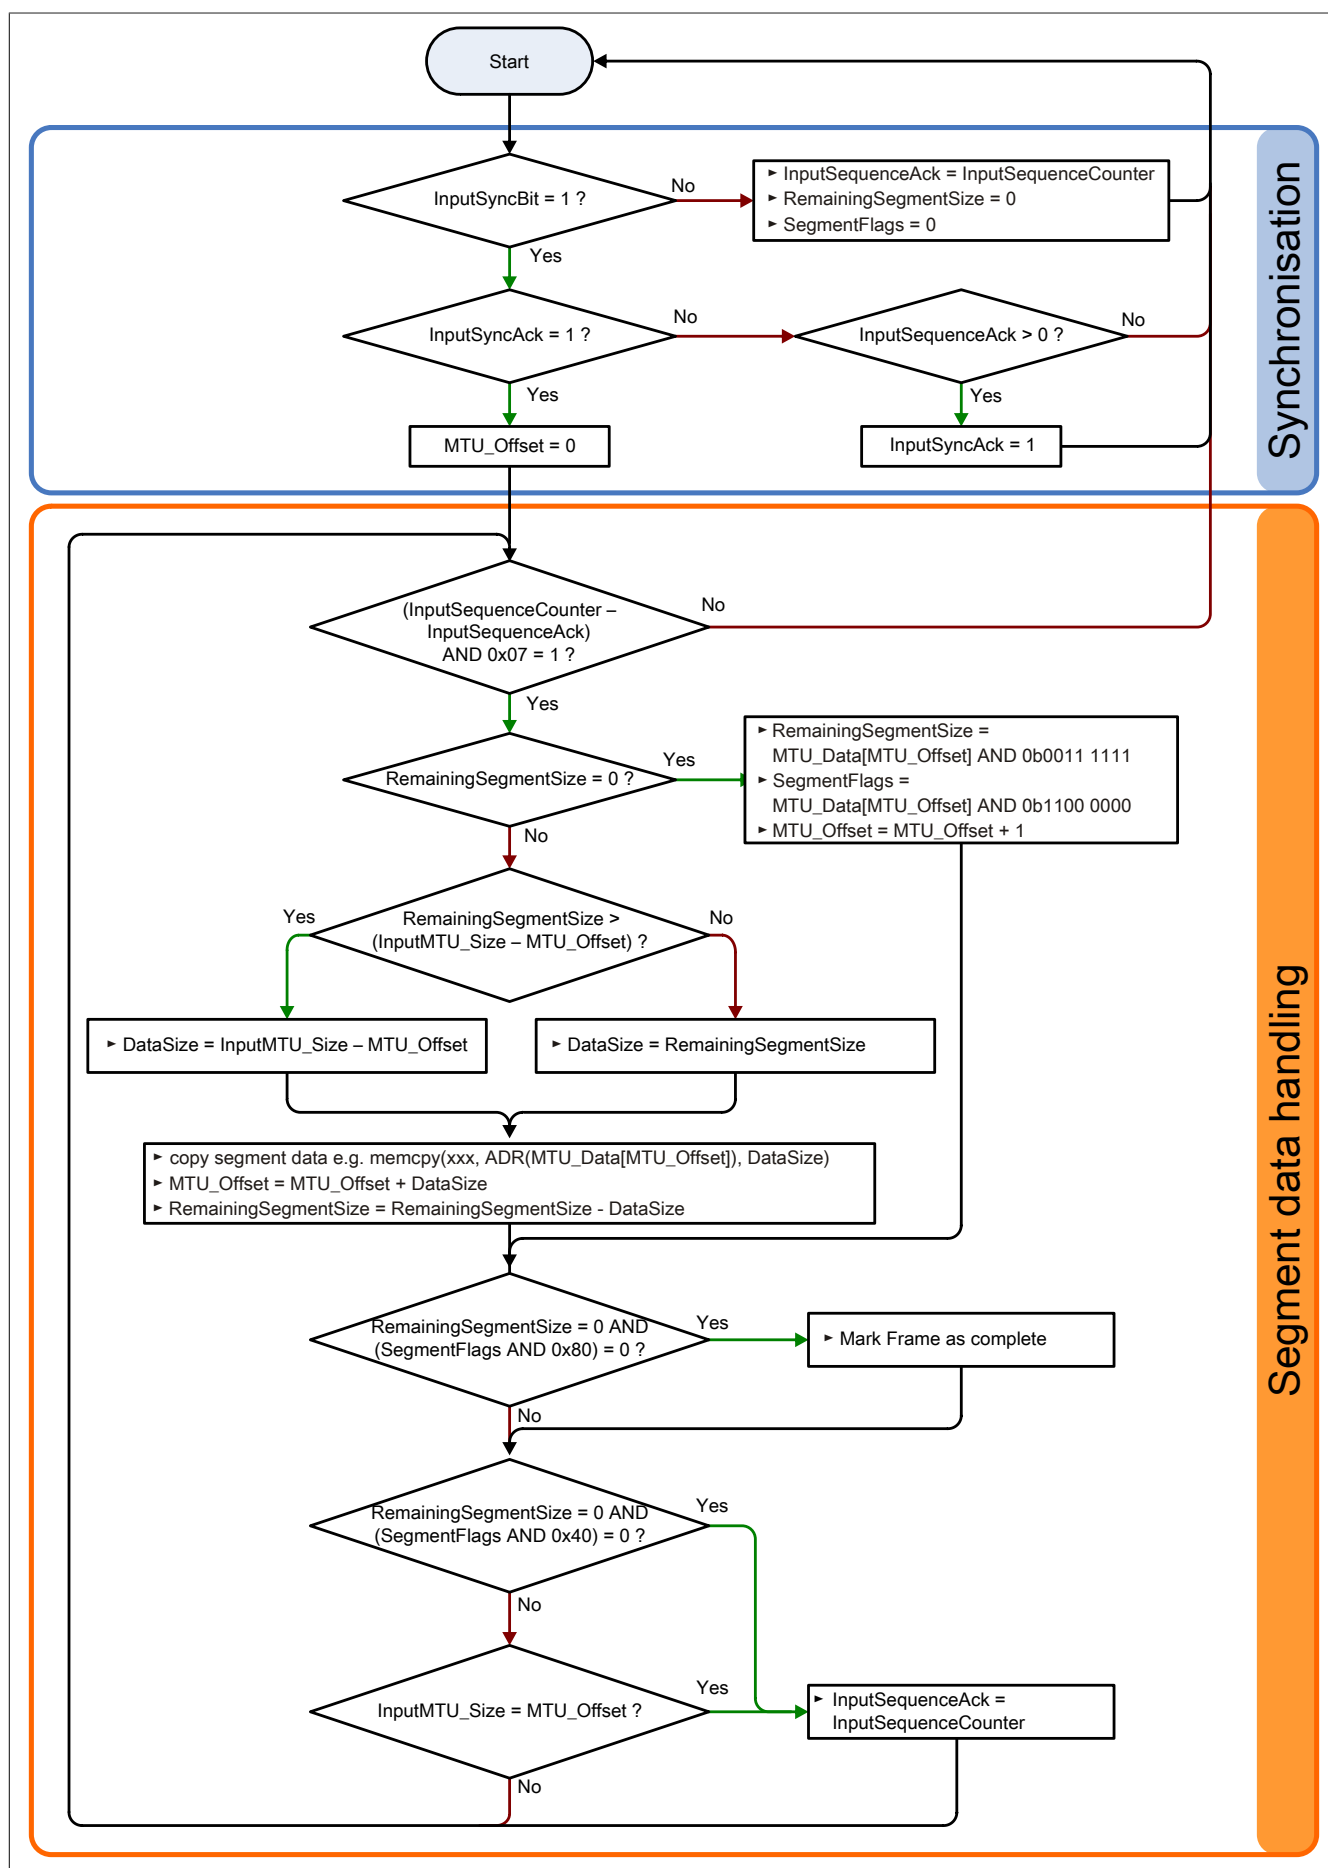 Start
InputSyncBit = 1 ?
No
► InputSequenceAck = InputSequenceCounter
► RemainingSegmentSize = 0
► SegmentFlags = 0
Yes
InputSyncAck = 1 ?
No
InputSequenceAck > 0 ?
No
Yes
Yes
MTU_Offset = 0
InputSyncAck = 1
Synchronisation
(InputSequenceCounter –
InputSequenceAck)
AND 0x07 = 1 ?
No
Yes
RemainingSegmentSize = 0 ?
Yes
► RemainingSegmentSize =
MTU_Data[MTU_Offset] AND 0b0011 1111
► SegmentFlags =
MTU_Data[MTU_Offset] AND 0b1100 0000
► MTU_Offset = MTU_Offset + 1
No
RemainingSegmentSize >
(InputMTU_Size – MTU_Offset) ?
Yes
No
► DataSize = InputMTU_Size – MTU_Offset
► DataSize = RemainingSegmentSize
► copy segment data e.g. memcpy(xxx, ADR(MTU_Data[MTU_Offset]), DataSize)
► MTU_Offset = MTU_Offset + DataSize
► RemainingSegmentSize = RemainingSegmentSize - DataSize
RemainingSegmentSize = 0 AND
(SegmentFlags AND 0x80) = 0 ?
Yes
► Mark Frame as complete
No
RemainingSegmentSize = 0 AND
(SegmentFlags AND 0x40) = 0 ?
Yes
No
InputMTU_Size = MTU_Offset ?
Yes
► InputSequenceAck =
InputSequenceCounter
No
Segment data handling